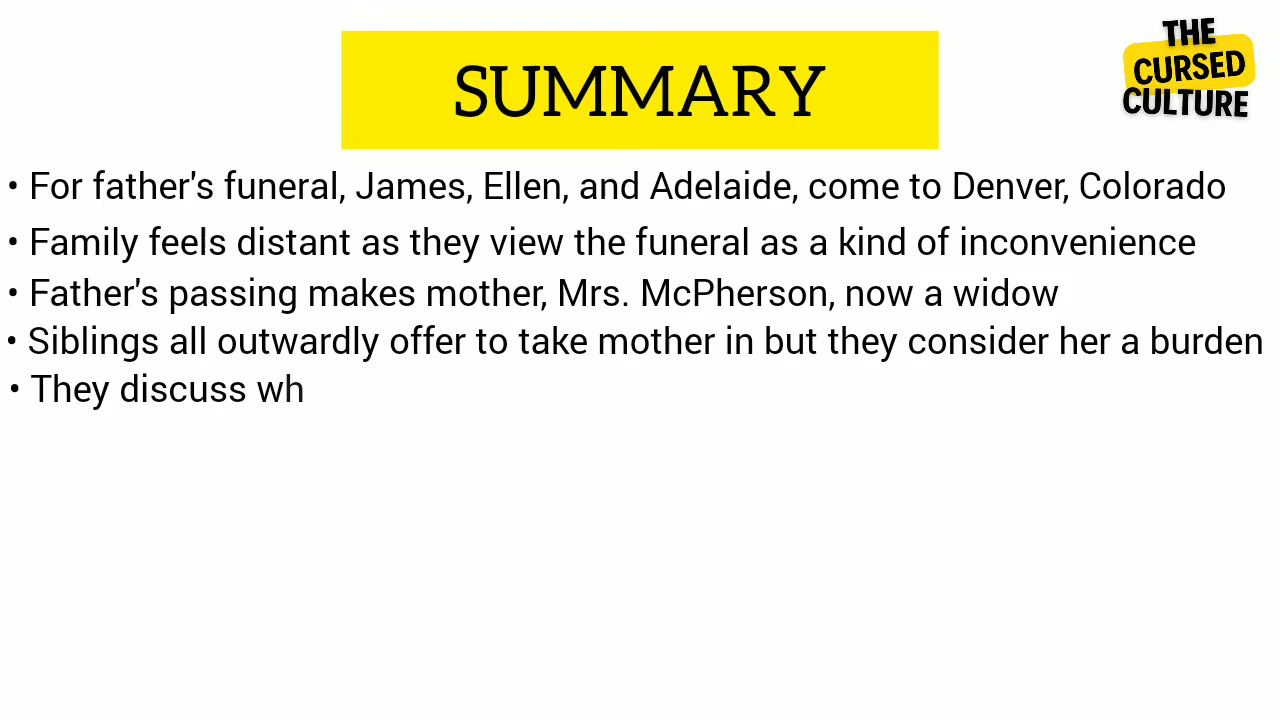 SUMMARY
THE
CURSED
CULTURE
• For father's funeral, James, Ellen, and Adelaide, come to Denver, Colorado
• Family feels distant as they view the funeral as a kind of inconvenience
• Father's passing makes mother, Mrs. McPherson, now a widow
• Siblings all outwardly offer to take mother in but they consider her a burden
• They discuss wh